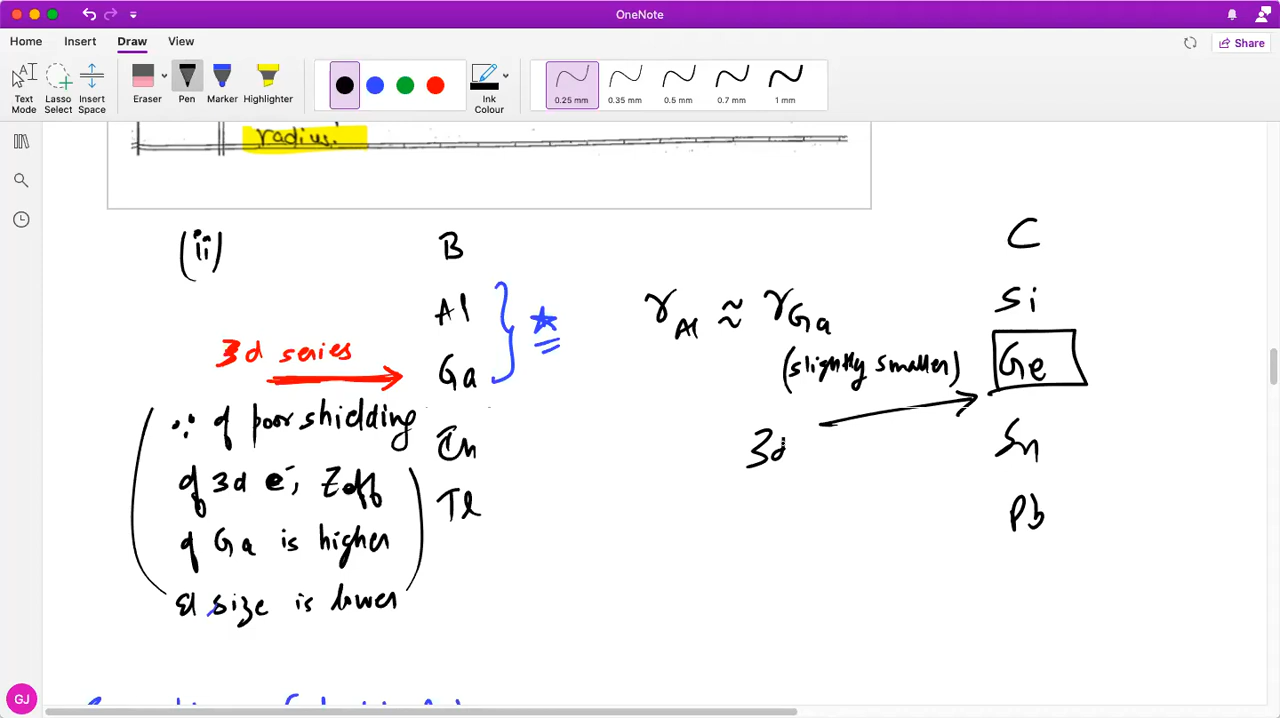 OneNote
Home Insert Draw View
Share
Text Mode
Lasso Select
Insert Space
Eraser
Pen
Marker
Highlighter
Ink Colour
0.25 mm
0.35 mm
0.5 mm
0.7 mm
1 mm
radius.
(ii)
B
Al
Ga
In
Tl
3d series
∵ of poor shielding
of 3d e⁻, Zeff
of Ga is higher
& size is lower
r_Al ≈ r_Ga
(slightly smaller)
3d
C
Si
Ge
Sn
Pb
GJ